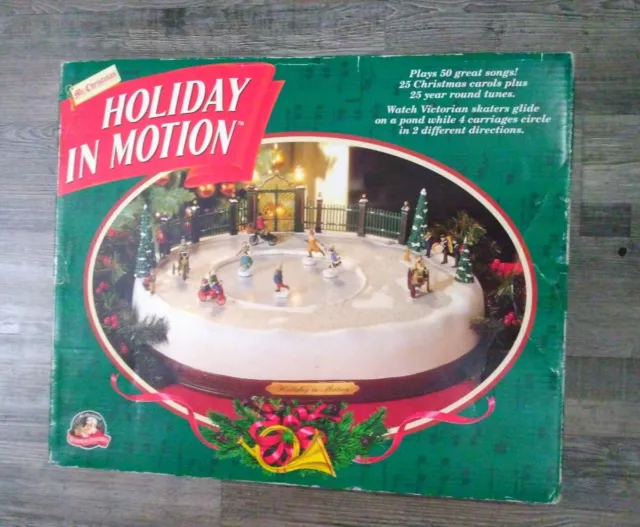 Mr. Christmas
HOLIDAY
IN MOTION™
Plays 50 great songs!
25 Christmas carols plus
25 year round tunes.
Watch Victorian skaters glide
on a pond while 4 carriages circle
in 2 different directions.
Holiday in Motion